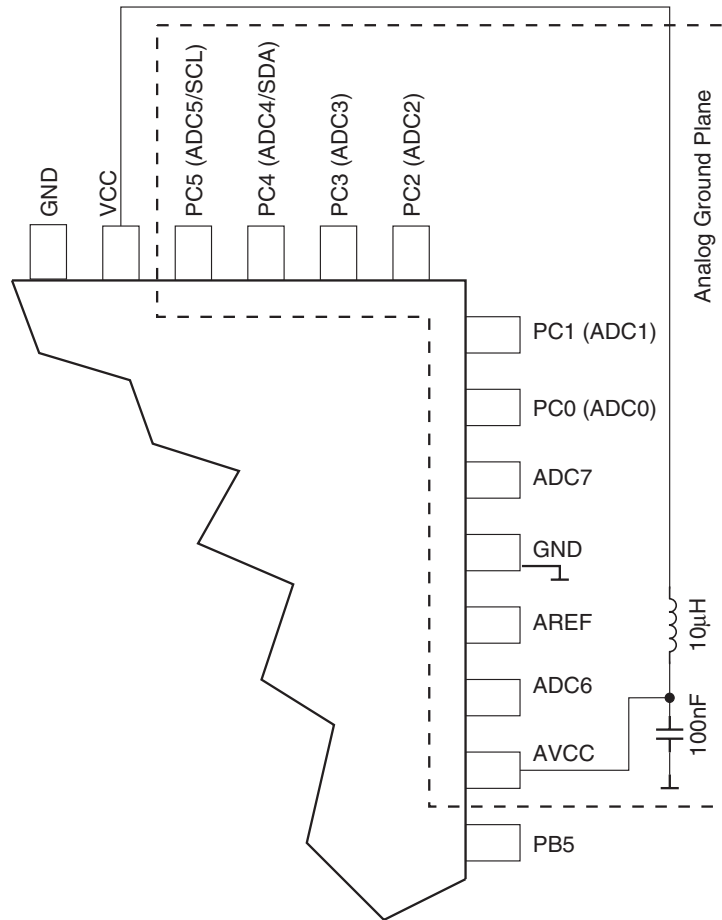 GND
VCC
PC5 (ADC5/SCL)
PC4 (ADC4/SDA)
PC3 (ADC3)
PC2 (ADC2)
Analog Ground Plane
PC1 (ADC1)
PC0 (ADC0)
ADC7
GND
AREF
ADC6
AVCC
PB5
10µH
100nF